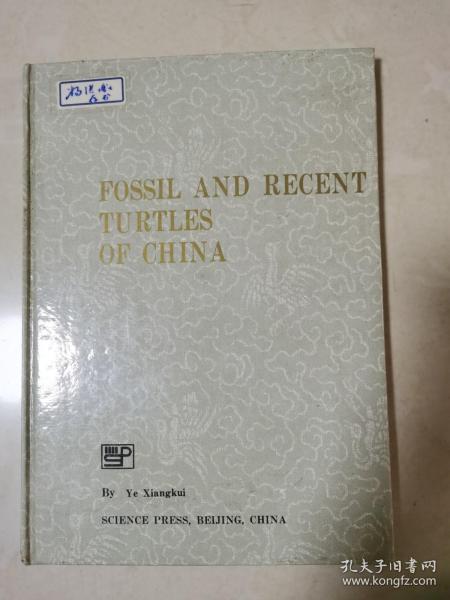 FOSSIL AND RECENT
TURTLES
OF CHINA
By Ye Xiangkui
SCIENCE PRESS, BEIJING, CHINA
孔夫子旧书网
www.kongfz.com